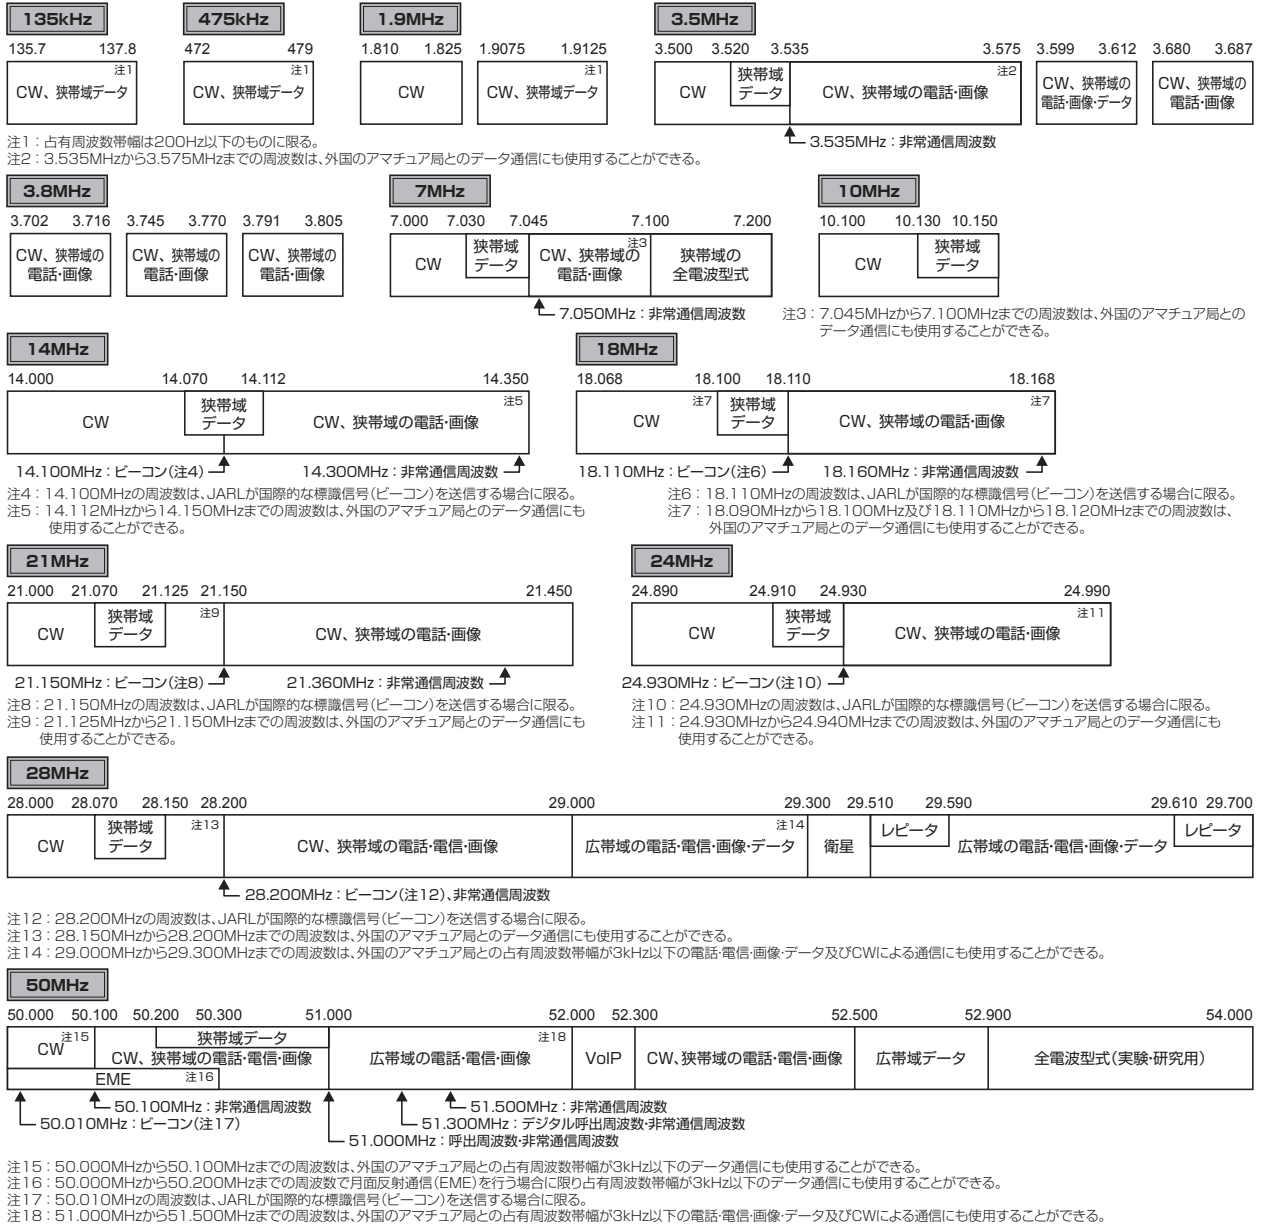 135kHz
135.7 137.8
注1
CW、狭帯域データ
475kHz
472 479
注1
CW、狭帯域データ
1.9MHz
1.810 1.825 1.9075 1.9125
CW
注1
CW、狭帯域データ
3.5MHz
3.500 3.520 3.535 3.575 3.599 3.612 3.680 3.687
CW
狭帯域
データ
注2
CW、狭帯域の電話・画像
CW、狭帯域の
電話・画像・データ
CW、狭帯域の
電話・画像
3.535MHz：非常通信周波数
注1：占有周波数帯幅は200Hz以下のものに限る。
注2：3.535MHzから3.575MHzまでの周波数は、外国のアマチュア局とのデータ通信にも使用することができる。
3.8MHz
3.702 3.716 3.745 3.770 3.791 3.805
CW、狭帯域の
電話・画像
CW、狭帯域の
電話・画像
CW、狭帯域の
電話・画像
7MHz
7.000 7.030 7.045 7.100 7.200
CW
狭帯域
データ
注3
CW、狭帯域の
電話・画像
狭帯域の
全電波型式
7.050MHz：非常通信周波数
10MHz
10.100 10.130 10.150
CW
狭帯域
データ
注3：7.045MHzから7.100MHzまでの周波数は、外国のアマチュア局との
データ通信にも使用することができる。
14MHz
14.000 14.070 14.112 14.350
CW
狭帯域
データ
注5
CW、狭帯域の電話・画像
14.100MHz：ビーコン（注4）
14.300MHz：非常通信周波数
注4：14.100MHzの周波数は、JARLが国際的な標識信号（ビーコン）を送信する場合に限る。
注5：14.112MHzから14.150MHzまでの周波数は、外国のアマチュア局とのデータ通信にも
使用することができる。
18MHz
18.068 18.100 18.110 18.168
注7
CW
狭帯域
データ
注7
CW、狭帯域の電話・画像
18.110MHz：ビーコン（注6）
18.160MHz：非常通信周波数
注6：18.110MHzの周波数は、JARLが国際的な標識信号（ビーコン）を送信する場合に限る。
注7：18.090MHzから18.100MHz及び18.110MHzから18.120MHzまでの周波数は、
外国のアマチュア局とのデータ通信にも使用することができる。
21MHz
21.000 21.070 21.125 21.150 21.450
CW
狭帯域
データ
注9
CW、狭帯域の電話・画像
21.150MHz：ビーコン（注8）
21.360MHz：非常通信周波数
注8：21.150MHzの周波数は、JARLが国際的な標識信号（ビーコン）を送信する場合に限る。
注9：21.125MHzから21.150MHzまでの周波数は、外国のアマチュア局とのデータ通信にも
使用することができる。
24MHz
24.890 24.910 24.930 24.990
CW
狭帯域
データ
注11
CW、狭帯域の電話・画像
24.930MHz：ビーコン（注10）
注10：24.930MHzの周波数は、JARLが国際的な標識信号（ビーコン）を送信する場合に限る。
注11：24.930MHzから24.940MHzまでの周波数は、外国のアマチュア局とのデータ通信にも
使用することができる。
28MHz
28.000 28.070 28.150 28.200 29.000 29.300 29.510 29.590 29.610 29.700
CW
狭帯域
データ
注13
CW、狭帯域の電話・電信・画像
注14
広帯域の電話・電信・画像・データ
衛星
レピータ
広帯域の電話・電信・画像・データ
レピータ
28.200MHz：ビーコン（注12）、非常通信周波数
注12：28.200MHzの周波数は、JARLが国際的な標識信号（ビーコン）を送信する場合に限る。
注13：28.150MHzから28.200MHzまでの周波数は、外国のアマチュア局とのデータ通信にも使用することができる。
注14：29.000MHzから29.300MHzまでの周波数は、外国のアマチュア局との占有周波数帯幅が3kHz以下の電話・電信・画像・データ及びCWによる通信にも使用することができる。
50MHz
50.000 50.100 50.200 50.300 51.000 52.000 52.300 52.500 52.900 54.000
注15
CW
狭帯域データ
CW、狭帯域の電話・電信・画像
EME 注16
注18
広帯域の電話・電信・画像
VoIP
CW、狭帯域の電話・電信・画像
広帯域データ
全電波型式（実験・研究用）
50.100MHz：非常通信周波数
50.010MHz：ビーコン（注17）
51.500MHz：非常通信周波数
51.300MHz：デジタル呼出周波数・非常通信周波数
51.000MHz：呼出周波数・非常通信周波数
注15：50.000MHzから50.100MHzまでの周波数は、外国のアマチュア局との占有周波数帯幅が3kHz以下のデータ通信にも使用することができる。
注16：50.000MHzから50.200MHzまでの周波数で月面反射通信（EME）を行う場合に限り占有周波数帯幅が3kHz以下のデータ通信にも使用することができる。
注17：50.010MHzの周波数は、JARLが国際的な標識信号（ビーコン）を送信する場合に限る。
注18：51.000MHzから51.500MHzまでの周波数は、外国のアマチュア局との占有周波数帯幅が3kHz以下の電話・電信・画像・データ及びCWによる通信にも使用することができる。